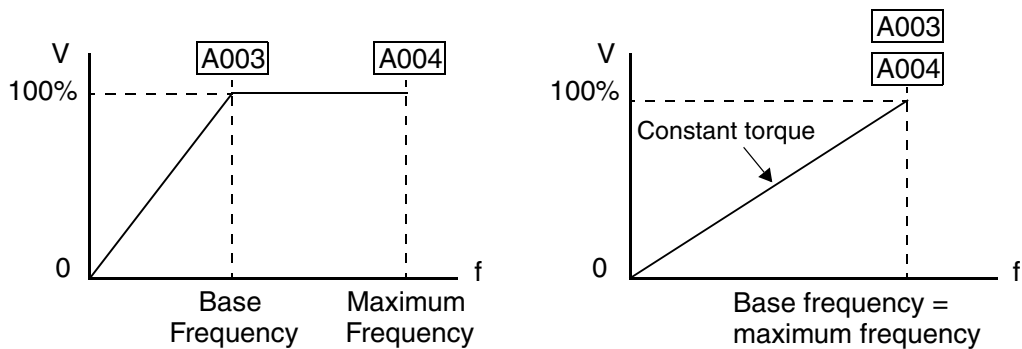 V
100%
0
A003
A004
f
Base
Frequency
Maximum
Frequency
V
100%
0
A003
A004
Constant torque
f
Base frequency =
maximum frequency